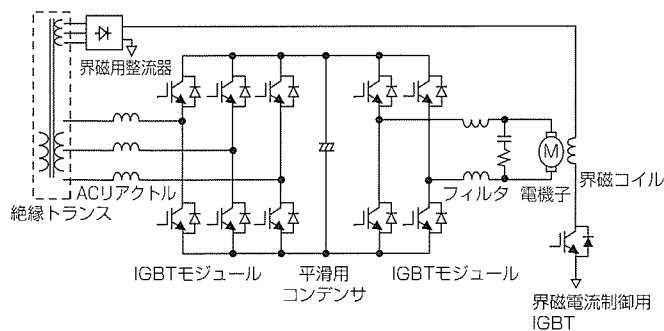 界磁用整流器
ACリアクトル
絶縁トランス
IGBTモジュール
平滑用
コンデンサ
IGBTモジュール
フィルタ
電機子
M
界磁コイル
界磁電流制御用
IGBT